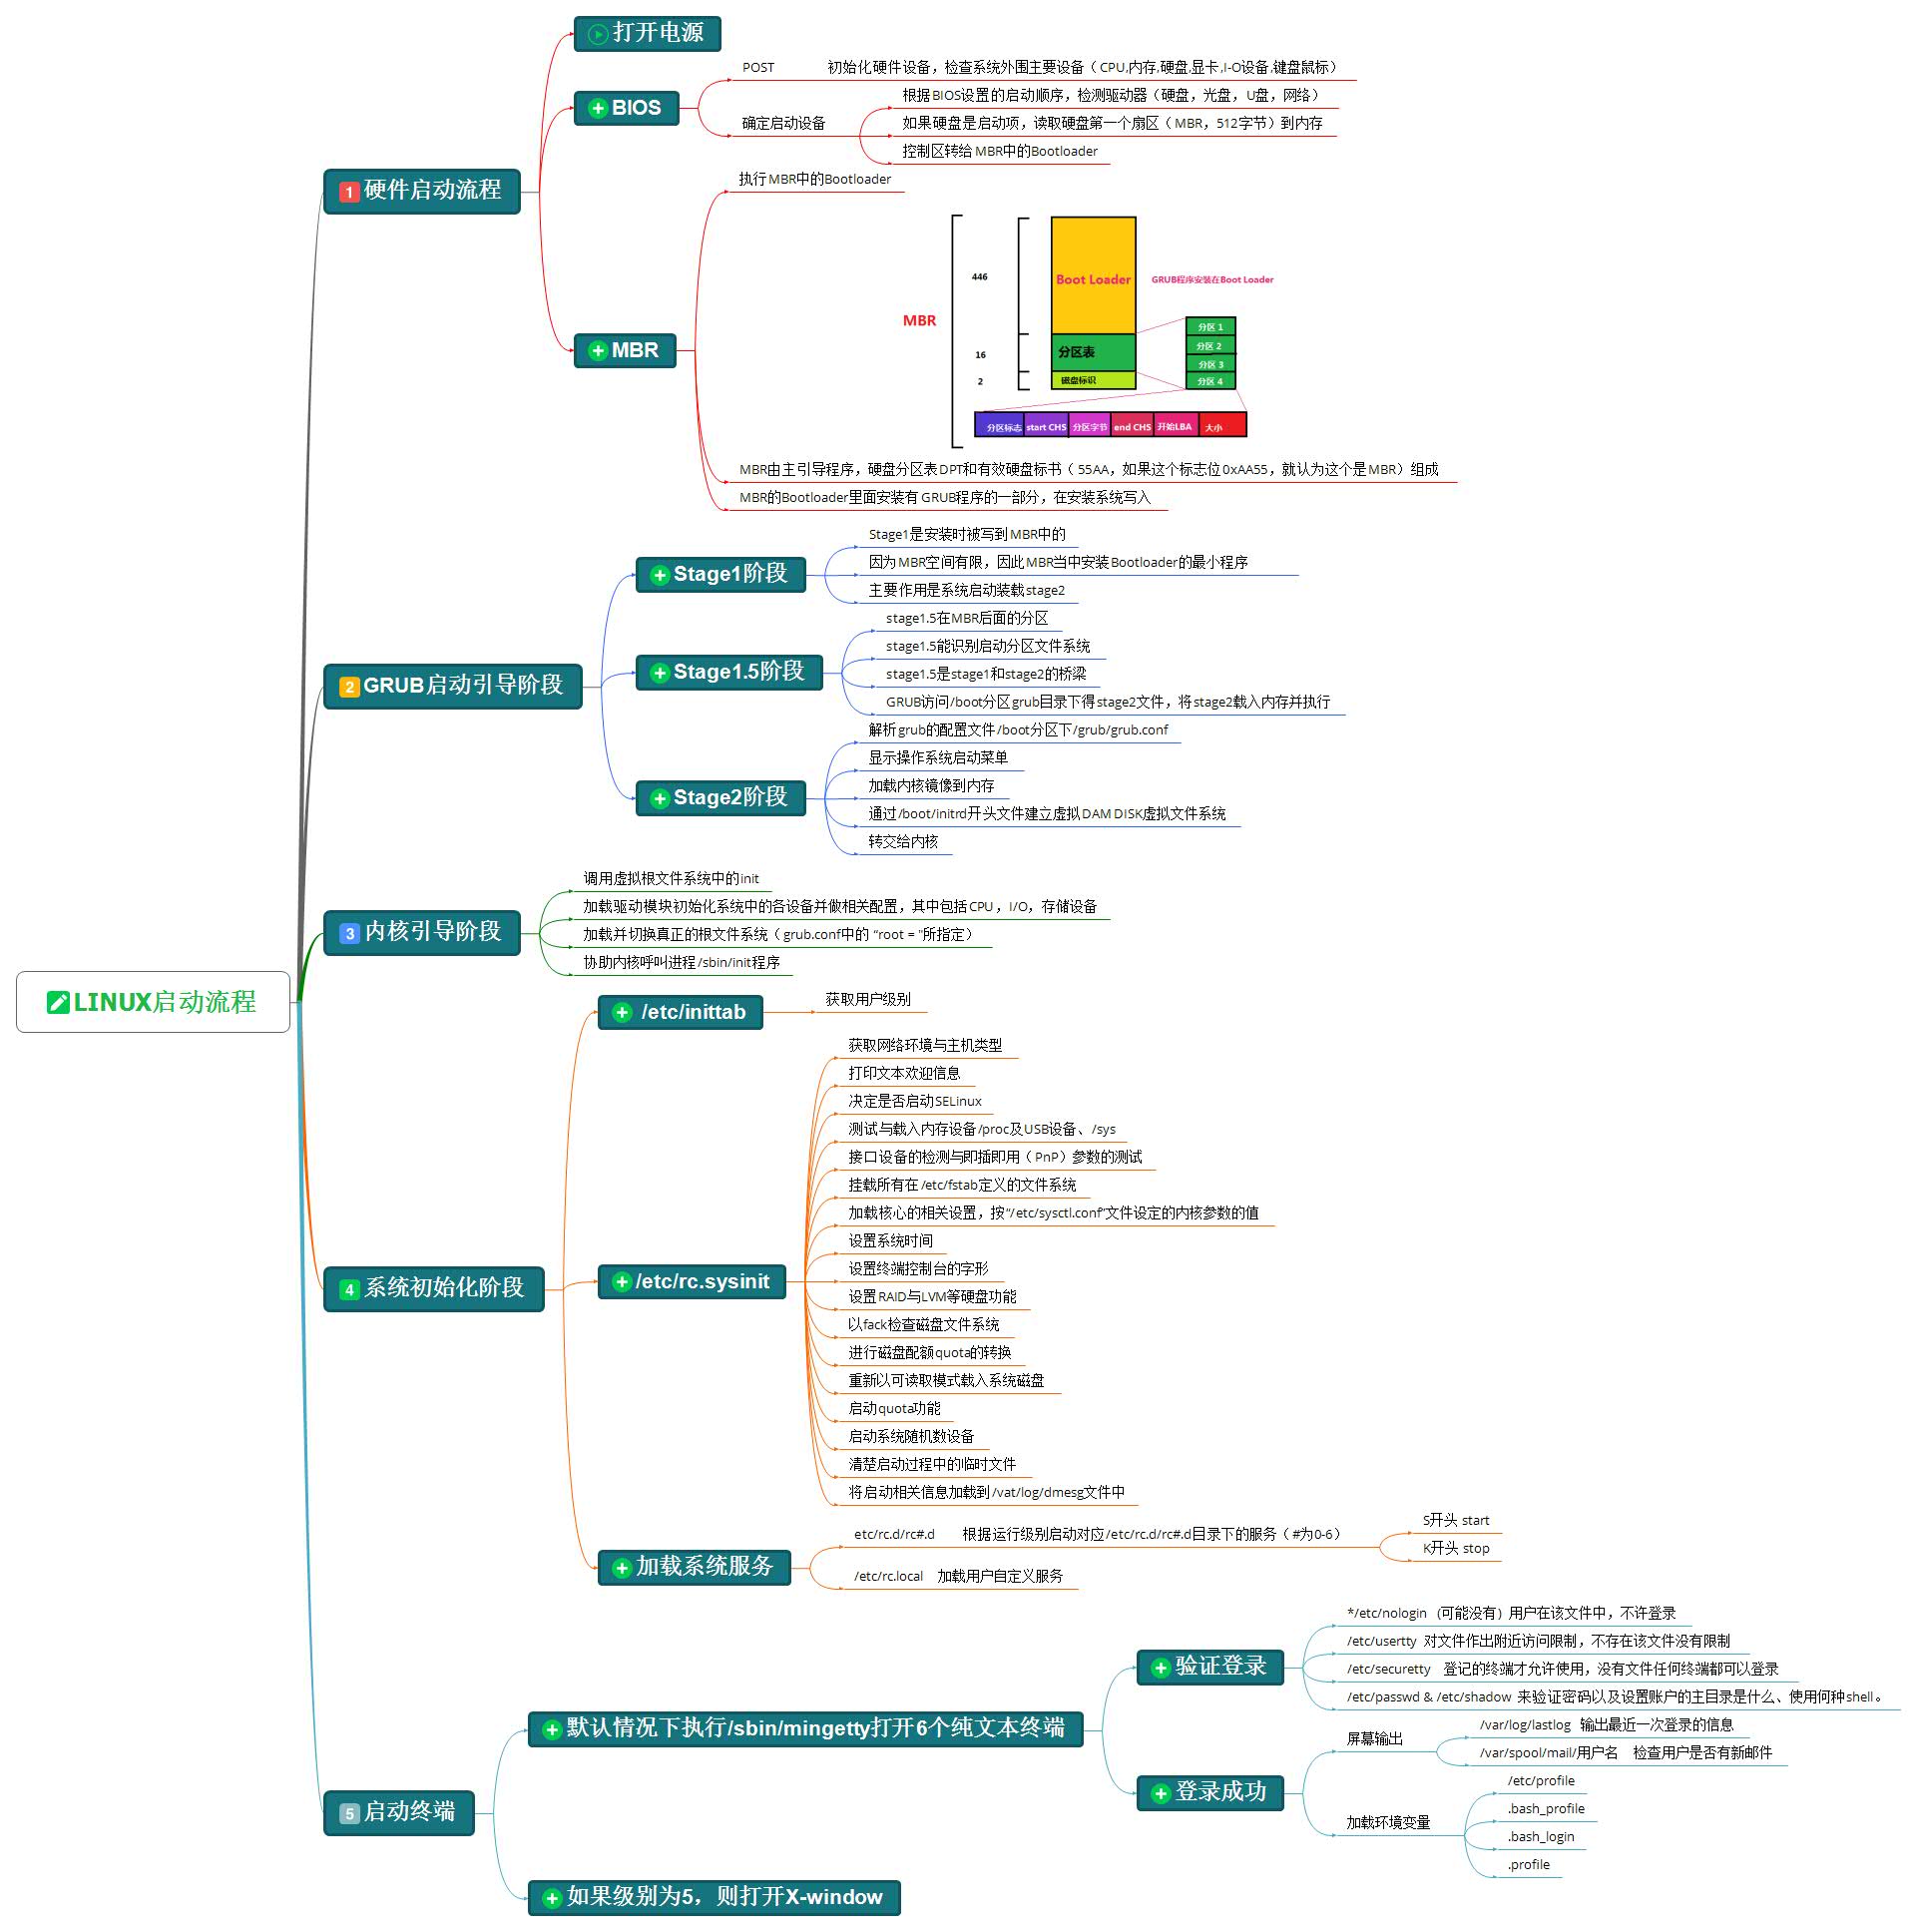 LINUX启动流程
1 硬件启动流程
打开电源
BIOS
POST 初始化硬件设备，检查系统外围主要设备（CPU,内存,硬盘,显卡,I-O设备,键盘鼠标）
确定启动设备
根据BIOS设置的启动顺序，检测驱动器（硬盘，光盘，U盘，网络）
如果硬盘是启动项，读取硬盘第一个扇区（MBR，512字节）到内存
控制区转给MBR中的Bootloader
MBR
执行MBR中的Bootloader
MBR
446
16
2
Boot Loader
分区表
磁盘标识
GRUB程序安装在Boot Loader
分区 1
分区 2
分区 3
分区 4
分区标志 start CHS 分区字节 end CHS 开始LBA 大小
MBR由主引导程序，硬盘分区表DPT和有效硬盘标书（55AA，如果这个标志位0xAA55，就认为这个是MBR）组成
MBR的Bootloader里面安装有GRUB程序的一部分，在安装系统写入
2 GRUB启动引导阶段
Stage1阶段
Stage1是安装时被写到MBR中的
因为MBR空间有限，因此MBR当中安装Bootloader的最小程序
主要作用是系统启动装载stage2
Stage1.5阶段
stage1.5在MBR后面的分区
stage1.5能识别启动分区文件系统
stage1.5是stage1和stage2的桥梁
GRUB访问/boot分区grub目录下得stage2文件，将stage2载入内存并执行
Stage2阶段
解析grub的配置文件/boot分区下/grub/grub.conf
显示操作系统启动菜单
加载内核镜像到内存
通过/boot/initrd开头文件建立虚拟DAM DISK虚拟文件系统
转交给内核
3 内核引导阶段
调用虚拟根文件系统中的init
加载驱动模块初始化系统中的各设备并做相关配置，其中包括CPU，I/O，存储设备
加载并切换真正的根文件系统（grub.conf中的 “root = "所指定）
协助内核呼叫进程/sbin/init程序
4 系统初始化阶段
/etc/inittab
获取用户级别
/etc/rc.sysinit
获取网络环境与主机类型
打印文本欢迎信息
决定是否启动SELinux
测试与载入内存设备/proc及USB设备、/sys
接口设备的检测与即插即用（PnP）参数的测试
挂载所有在/etc/fstab定义的文件系统
加载核心的相关设置，按“/etc/sysctl.conf”文件设定的内核参数的值
设置系统时间
设置终端控制台的字形
设置RAID与LVM等硬盘功能
以fack检查磁盘文件系统
进行磁盘配额quota的转换
重新以可读取模式载入系统磁盘
启动quota功能
启动系统随机数设备
清楚启动过程中的临时文件
将启动相关信息加载到/vat/log/dmesg文件中
加载系统服务
etc/rc.d/rc#.d 根据运行级别启动对应/etc/rc.d/rc#.d目录下的服务（#为0-6）
S开头 start
K开头 stop
/etc/rc.local 加载用户自定义服务
5 启动终端
默认情况下执行/sbin/mingetty打开6个纯文本终端
验证登录
*/etc/nologin (可能没有) 用户在该文件中，不许登录
/etc/usertty 对文件作出附近访问限制，不存在该文件没有限制
/etc/securetty 登记的终端才允许使用，没有文件任何终端都可以登录
/etc/passwd & /etc/shadow 来验证密码以及设置账户的主目录是什么、使用何种shell。
登录成功
屏幕输出
/var/log/lastlog 输出最近一次登录的信息
/var/spool/mail/用户名 检查用户是否有新邮件
加载环境变量
/etc/profile
.bash_profile
.bash_login
.profile
如果级别为5，则打开X-window